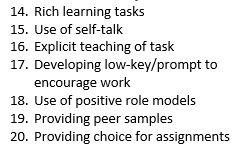 14. Rich learning tasks
15. Use of self-talk
16. Explicit teaching of task
17. Developing low-key/prompt to
encourage work
18. Use of positive role models
19. Providing peer samples
20. Providing choice for assignments